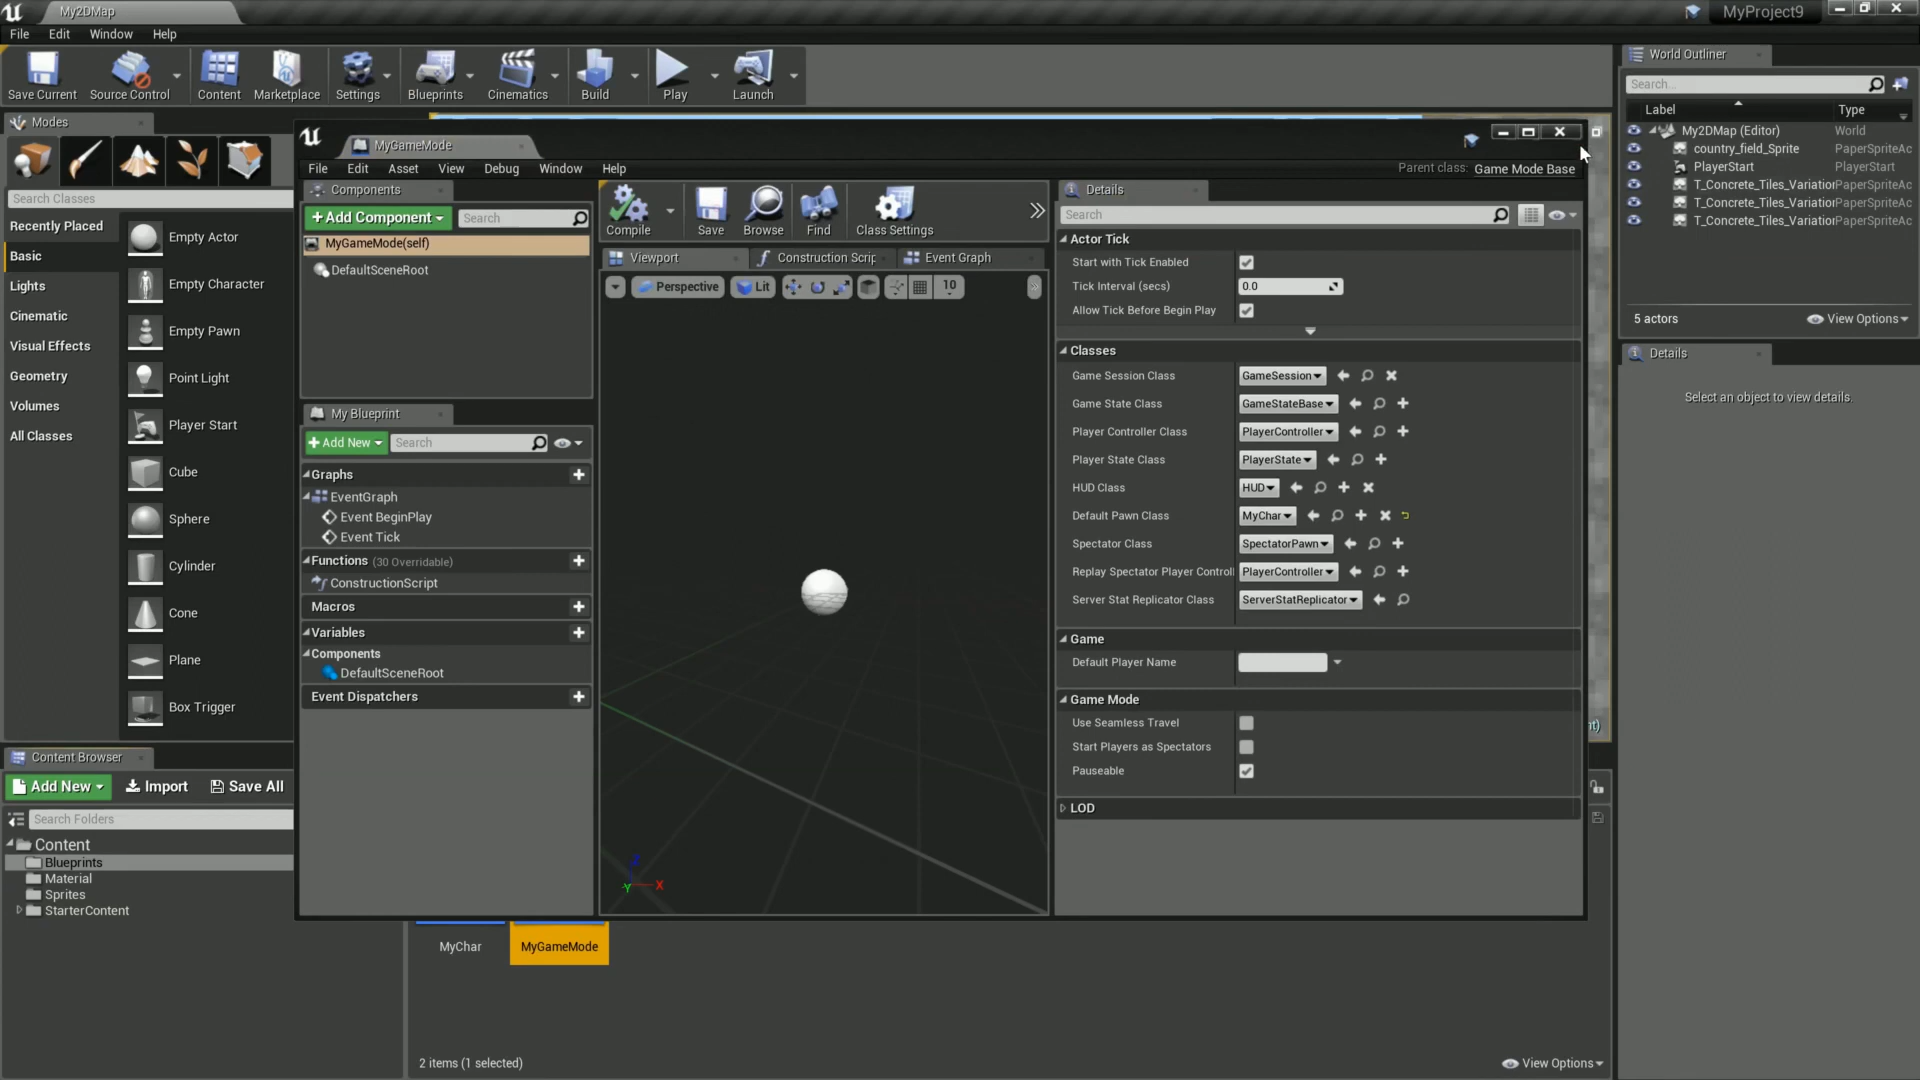 My2DMap
MyProject9
File Edit Window Help
Save Current
Source Control
Content
Marketplace
Settings
Blueprints
Cinematics
Build
Play
Launch
Modes
Search Classes
Recently Placed
Basic
Lights
Cinematic
Visual Effects
Geometry
Volumes
All Classes
Empty Actor
Empty Character
Empty Pawn
Point Light
Player Start
Cube
Sphere
Cylinder
Cone
Plane
Box Trigger
MyGameMode
File Edit Asset View Debug Window Help
Parent class: Game Mode Base
Components
+Add Component
Search
MyGameMode(self)
DefaultSceneRoot
My Blueprint
+Add New
Search
Graphs
EventGraph
Event BeginPlay
Event Tick
Functions (30 Overridable)
ConstructionScript
Macros
Variables
Components
DefaultSceneRoot
Event Dispatchers
Compile
Save
Browse
Find
Class Settings
Viewport
Construction Scrip
Event Graph
Perspective
Lit
10
Z
Y
X
Details
Search
Actor Tick
Start with Tick Enabled
Tick Interval (secs) 0.0
Allow Tick Before Begin Play
Classes
Game Session Class GameSession
Game State Class GameStateBase
Player Controller Class PlayerController
Player State Class PlayerState
HUD Class HUD
Default Pawn Class MyChar
Spectator Class SpectatorPawn
Replay Spectator Player Controll PlayerController
Server Stat Replicator Class ServerStatReplicator
Game
Default Player Name
Game Mode
Use Seamless Travel
Start Players as Spectators
Pauseable
LOD
World Outliner
Search...
Label Type
My2DMap (Editor) World
country_field_Sprite PaperSpriteAc
PlayerStart PlayerStart
T_Concrete_Tiles_Variation PaperSpriteAc
T_Concrete_Tiles_Variation PaperSpriteAc
T_Concrete_Tiles_Variation PaperSpriteAc
5 actors
View Options
Details
Select an object to view details.
nt)
Content Browser
Add New
Import
Save All
Search Folders
Content
Blueprints
Material
Sprites
StarterContent
MyChar
MyGameMode
2 items (1 selected)
View Options